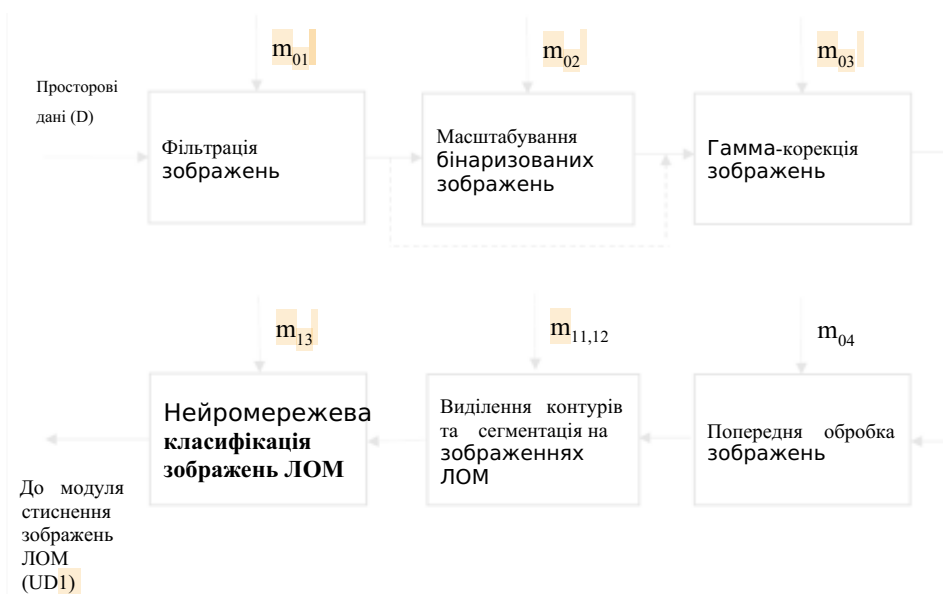 m01
m02
m03
Просторові
дані (D)
Фільтрація
зображень
Масштабування
бінаризованих
зображень
Гамма-корекція
зображень
m13
m11,12
m04
Нейромережева
класифікація
зображень ЛОМ
Виділення контурів
та сегментація на
зображеннях
ЛОМ
Попередня обробка
зображень
До модуля
стиснення
зображень
ЛОМ
(UD1)